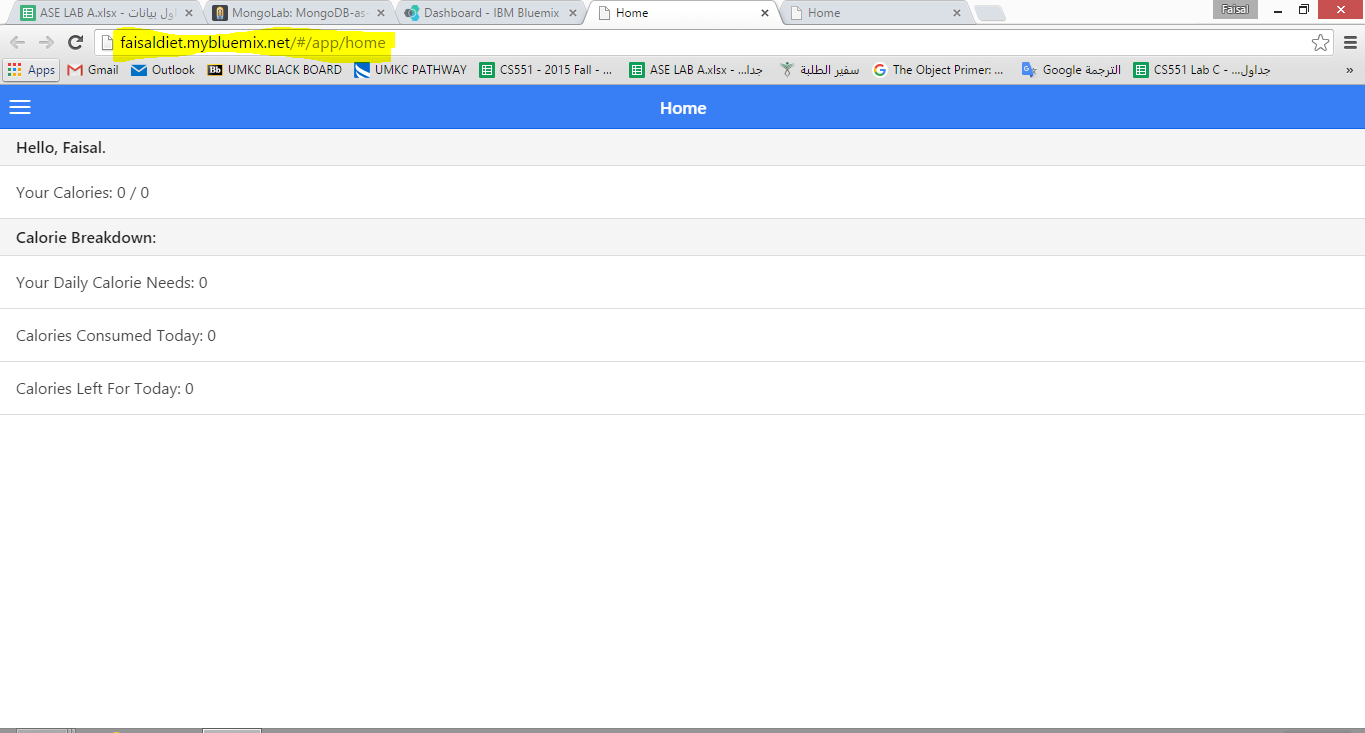 ASE LAB A.xlsx - اول بيانات
MongoLab: MongoDB-as-
Dashboard - IBM Bluemix
Home
Home
Faisal
faisaldiet.mybluemix.net/#/app/home
Apps
Gmail
Outlook
Bb UMKC BLACK BOARD
UMKC PATHWAY
CS551 - 2015 Fall - ...
ASE LAB A.xlsx - جدا...
سفير الطلبة
G The Object Primer: ...
Google الترجمة
CS551 Lab C - جداول...
»
Home
Hello, Faisal.
Your Calories: 0 / 0
Calorie Breakdown:
Your Daily Calorie Needs: 0
Calories Consumed Today: 0
Calories Left For Today: 0